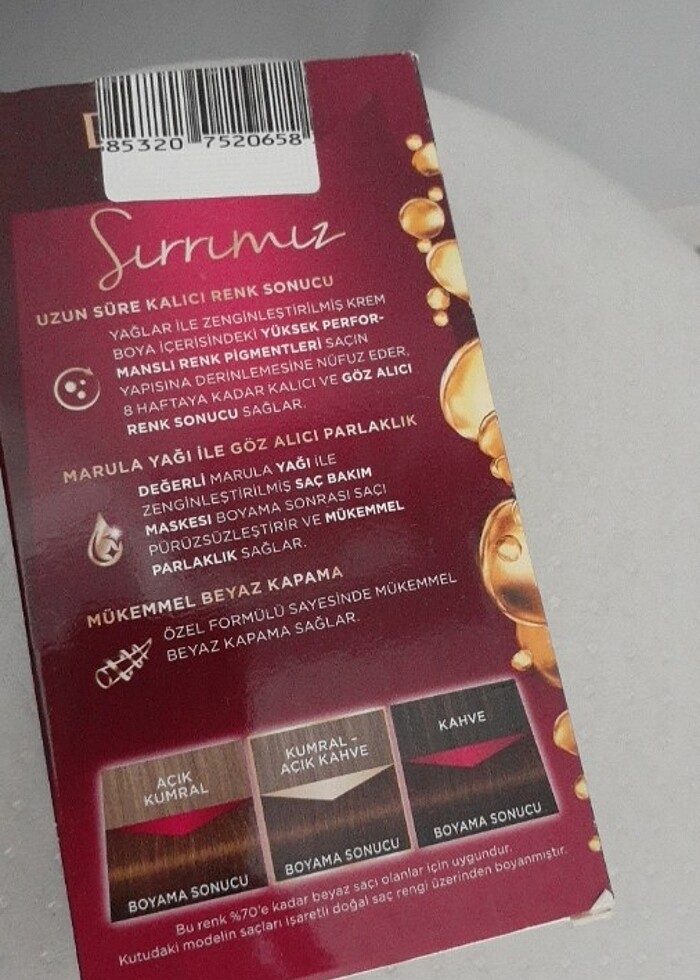 85320 7520658
Sırrımız
UZUN SÜRE KALICI RENK SONUCU
YAĞLAR İLE ZENGİNLEŞTİRİLMİŞ KREM
BOYA İÇERİSİNDEKİ YÜKSEK PERFOR-
MANSLI RENK PİGMENTLERİ SAÇIN
YAPISINA DERİNLEMESİNE NÜFUZ EDER,
8 HAFTAYA KADAR KALICI VE GÖZ ALICI
RENK SONUCU SAĞLAR.
MARULA YAĞI İLE GÖZ ALICI PARLAKLIK
DEĞERLİ MARULA YAĞI İLE
ZENGİNLEŞTİRİLMİŞ SAÇ BAKIM
MASKESI BOYAMA SONRASI SAÇI
PÜRÜZSÜZLEŞTİRİR VE MÜKEMMEL
PARLAKLIK SAĞLAR.
MÜKEMMEL BEYAZ KAPAMA
ÖZEL FORMÜLÜ SAYESİNDE MÜKEMMEL
BEYAZ KAPAMA SAĞLAR.
AÇIK
KUMRAL
BOYAMA SONUCU
KUMRAL -
AÇIK KAHVE
BOYAMA SONUCU
KAHVE
BOYAMA SONUCU
Bu renk %70'e kadar beyaz saçı olanlar için uygundur.
Kutudaki modelin saçları işaretli doğal saç rengi üzerinden boyanmıştır.